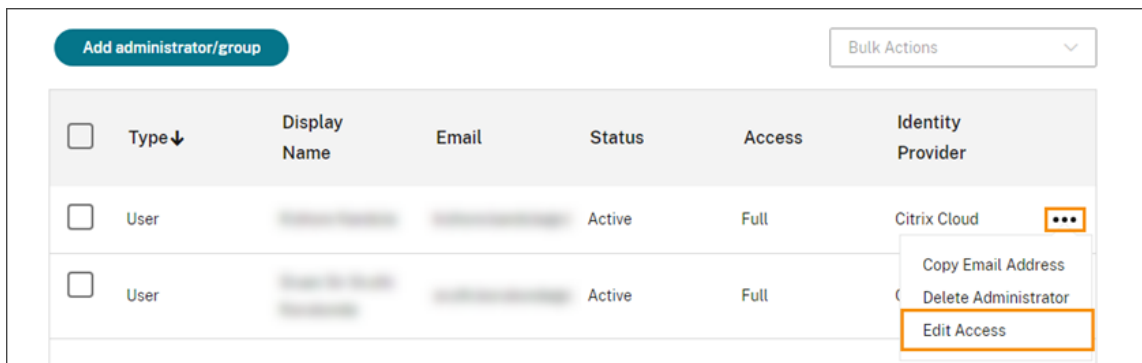 Add administrator/group
Bulk Actions
Type↓ Display Name Email Status Access Identity Provider
User Active Full Citrix Cloud •••
Copy Email Address
User Active Full
Delete Administrator
Edit Access